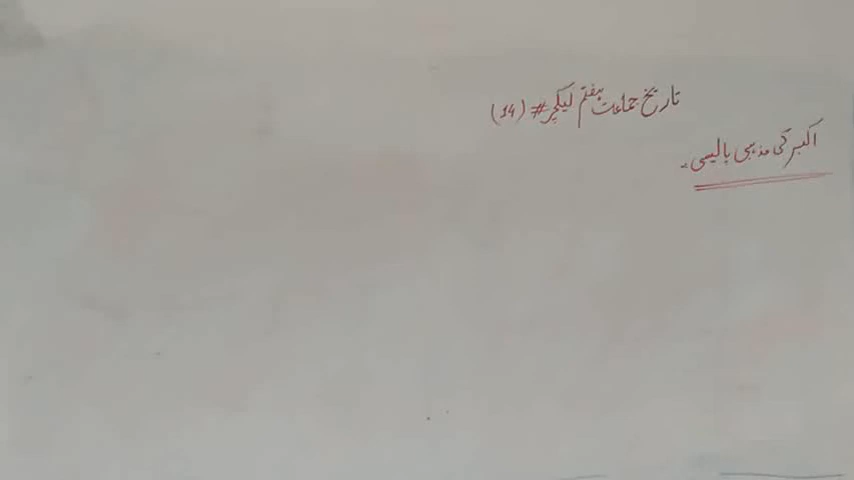 تاریخ جماعت ہفتم لیکچر # (14)
اکبر کی مذہبی پالیسی:۔